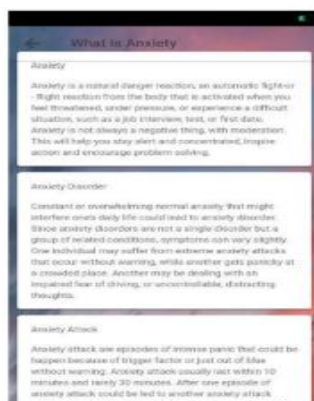 What is Anxiety
Anxiety
Anxiety is a natural danger reaction, an automatic fight-or
- flight reaction from the body that is activated when you
feel threatened, under pressure, or experience a difficult
situation, such as a job interview, test, or first date.
Anxiety is not always a negative thing, with moderation.
This will help you stay alert and concentrated, inspire
action and encourage problem solving.
Anxiety Disorder
Constant or overwhelming normal anxiety that might
interfere one's daily life could lead to anxiety disorder.
Since anxiety disorders are not a single disorder but a
group of related conditions, symptoms can vary slightly.
One individual may suffer from extreme anxiety attacks
that occur without warning, while another gets panicky at
a crowded place. Another may be dealing with an
impaired fear of driving, or uncontrollable, distracting
thoughts.
Anxiety Attack
Anxiety attack are episodes of intense panic that could be
happen because of trigger factor or just out of blue
without warning. Anxiety attack usually last within 10
minutes and rarely 30 minutes. After one episode of
anxiety attack could be led to another anxiety attack